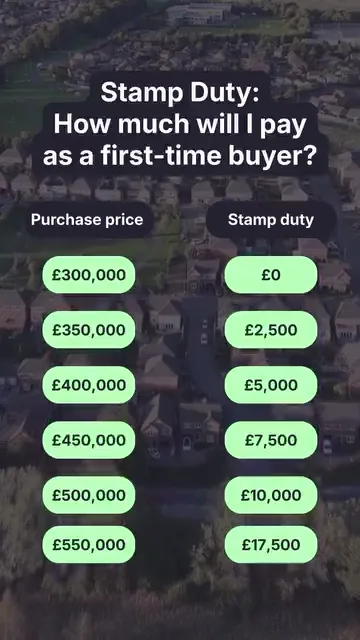 Stamp Duty:
How much will I pay
as a first-time buyer?
Purchase price Stamp duty
£300,000 £0
£350,000 £2,500
£400,000 £5,000
£450,000 £7,500
£500,000 £10,000
£550,000 £17,500